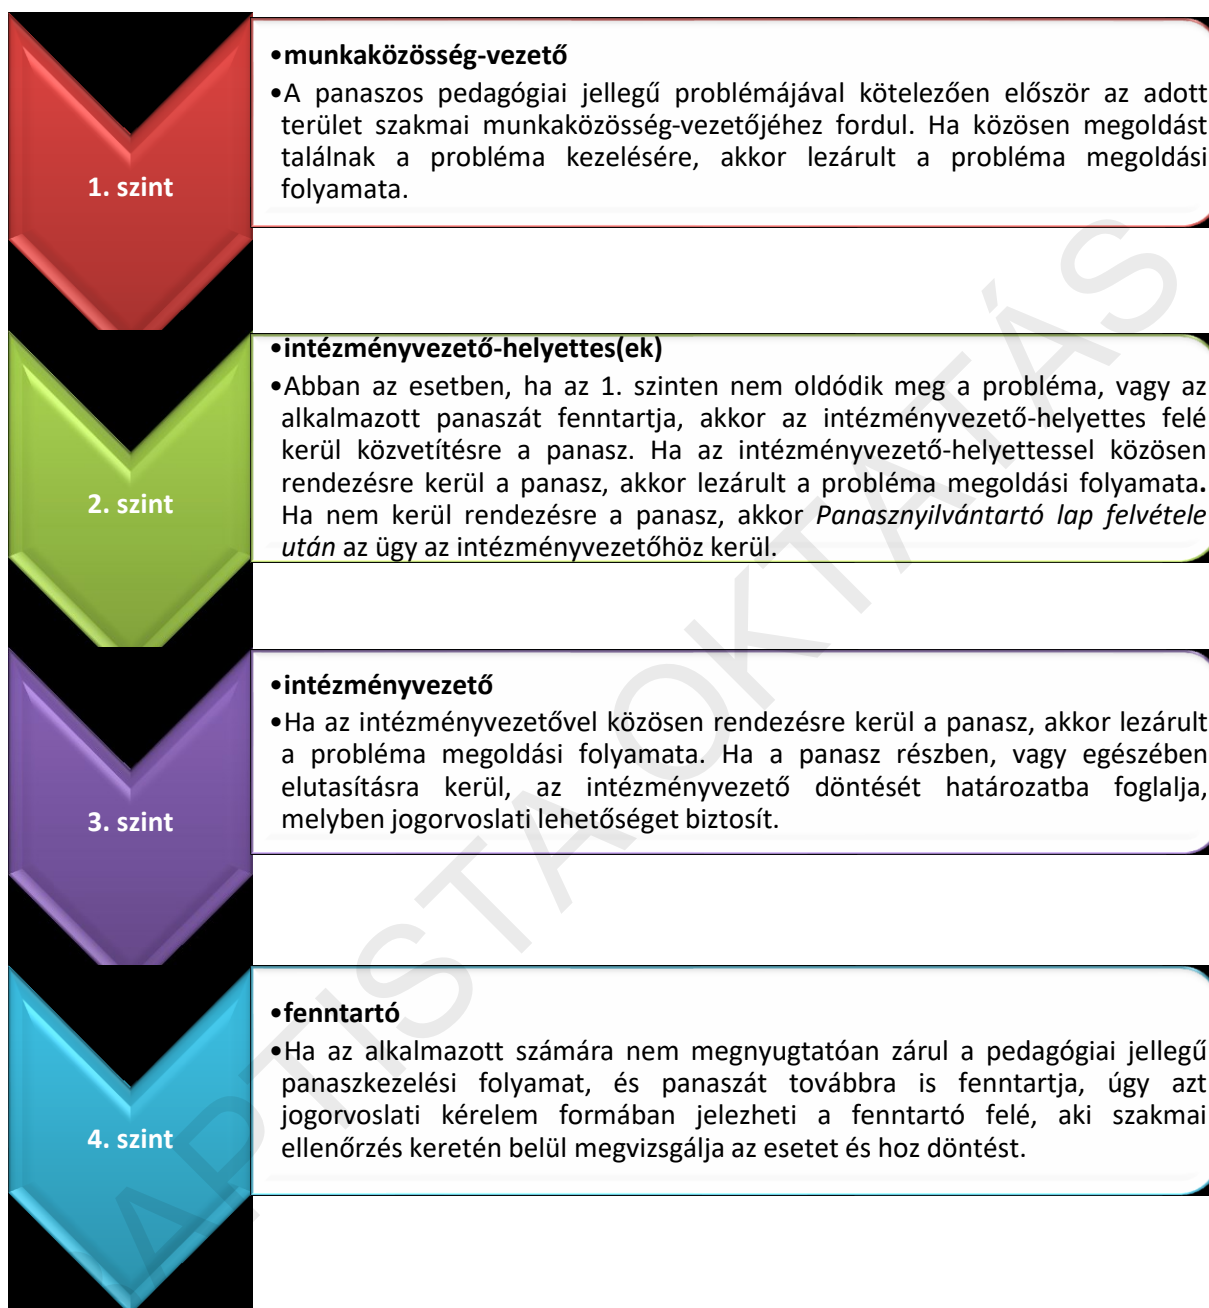 1. szint
•munkaközösség-vezető
•A panaszos pedagógiai jellegű problémájával kötelezően először az adott
terület szakmai munkaközösség-vezetőjéhez fordul. Ha közösen megoldást
találnak a probléma kezelésére, akkor lezárult a probléma megoldási
folyamata.
2. szint
•intézményvezető-helyettes(ek)
•Abban az esetben, ha az 1. szinten nem oldódik meg a probléma, vagy az
alkalmazott panaszát fenntartja, akkor az intézményvezető-helyettes felé
kerül közvetítésre a panasz. Ha az intézményvezető-helyettessel közösen
rendezésre kerül a panasz, akkor lezárult a probléma megoldási folyamata.
Ha nem kerül rendezésre a panasz, akkor Panasznyilvántartó lap felvétele
után az ügy az intézményvezetőhöz kerül.
3. szint
•intézményvezető
•Ha az intézményvezetővel közösen rendezésre kerül a panasz, akkor lezárult
a probléma megoldási folyamata. Ha a panasz részben, vagy egészében
elutasításra kerül, az intézményvezető döntését határozatba foglalja,
melyben jogorvoslati lehetőséget biztosít.
4. szint
•fenntartó
•Ha az alkalmazott számára nem megnyugtatóan zárul a pedagógiai jellegű
panaszkezelési folyamat, és panaszát továbbra is fenntartja, úgy azt
jogorvoslati kérelem formában jelezheti a fenntartó felé, aki szakmai
ellenőrzés keretén belül megvizsgálja az esetet és hoz döntést.
APTISTA OKTATÁS